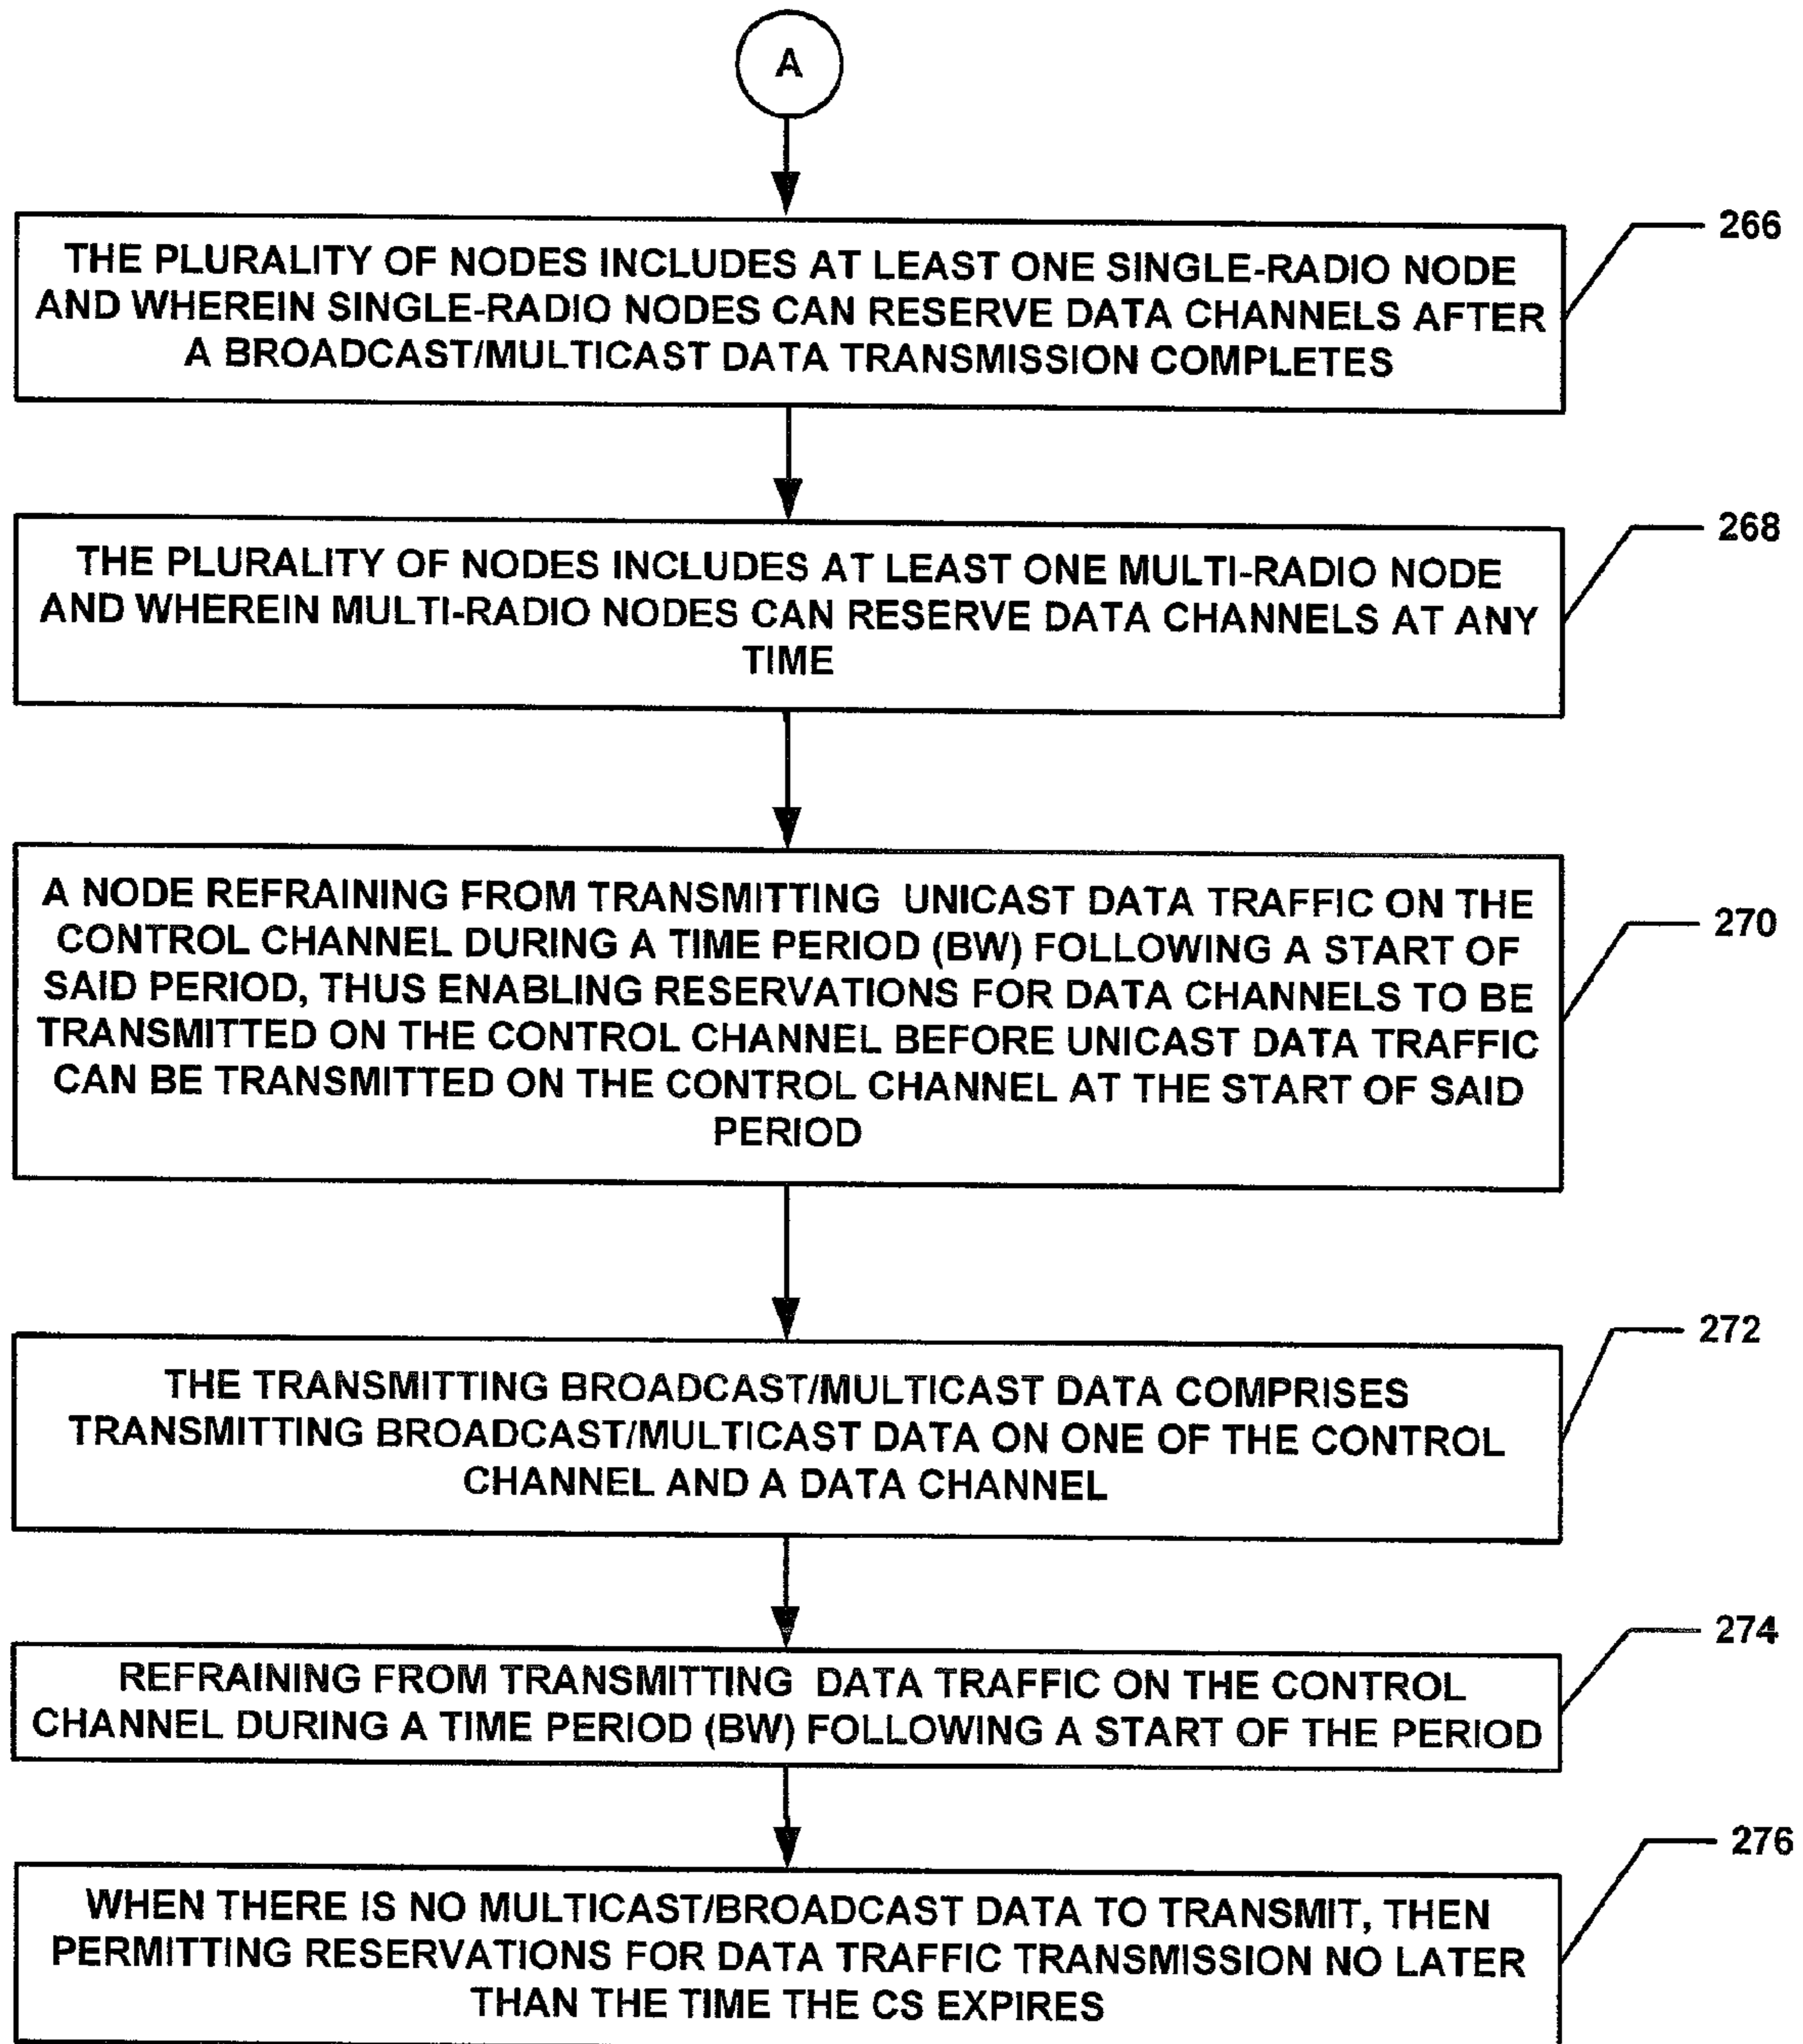 A
THE PLURALITY OF NODES INCLUDES AT LEAST ONE SINGLE-RADIO NODE
AND WHEREIN SINGLE-RADIO NODES CAN RESERVE DATA CHANNELS AFTER
A BROADCAST/MULTICAST DATA TRANSMISSION COMPLETES
266
THE PLURALITY OF NODES INCLUDES AT LEAST ONE MULTI-RADIO NODE
AND WHEREIN MULTI-RADIO NODES CAN RESERVE DATA CHANNELS AT ANY
TIME
268
A NODE REFRAINING FROM TRANSMITTING UNICAST DATA TRAFFIC ON THE
CONTROL CHANNEL DURING A TIME PERIOD (BW) FOLLOWING A START OF
SAID PERIOD, THUS ENABLING RESERVATIONS FOR DATA CHANNELS TO BE
TRANSMITTED ON THE CONTROL CHANNEL BEFORE UNICAST DATA TRAFFIC
CAN BE TRANSMITTED ON THE CONTROL CHANNEL AT THE START OF SAID
PERIOD
270
THE TRANSMITTING BROADCAST/MULTICAST DATA COMPRISES
TRANSMITTING BROADCAST/MULTICAST DATA ON ONE OF THE CONTROL
CHANNEL AND A DATA CHANNEL
272
REFRAINING FROM TRANSMITTING DATA TRAFFIC ON THE CONTROL
CHANNEL DURING A TIME PERIOD (BW) FOLLOWING A START OF THE PERIOD
274
WHEN THERE IS NO MULTICAST/BROADCAST DATA TO TRANSMIT, THEN
PERMITTING RESERVATIONS FOR DATA TRAFFIC TRANSMISSION NO LATER
THAN THE TIME THE CS EXPIRES
276